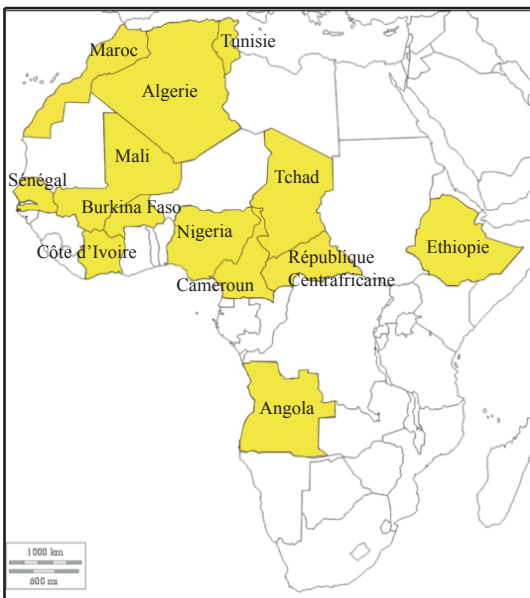 Tunisie
Maroc
Algerie
Mali
Sénégal
Tchad
Burkina Faso
Nigeria
Côte d’Ivoire
Ethiopie
République
Centrafricaine
Cameroun
Angola
1000 km
600 mi